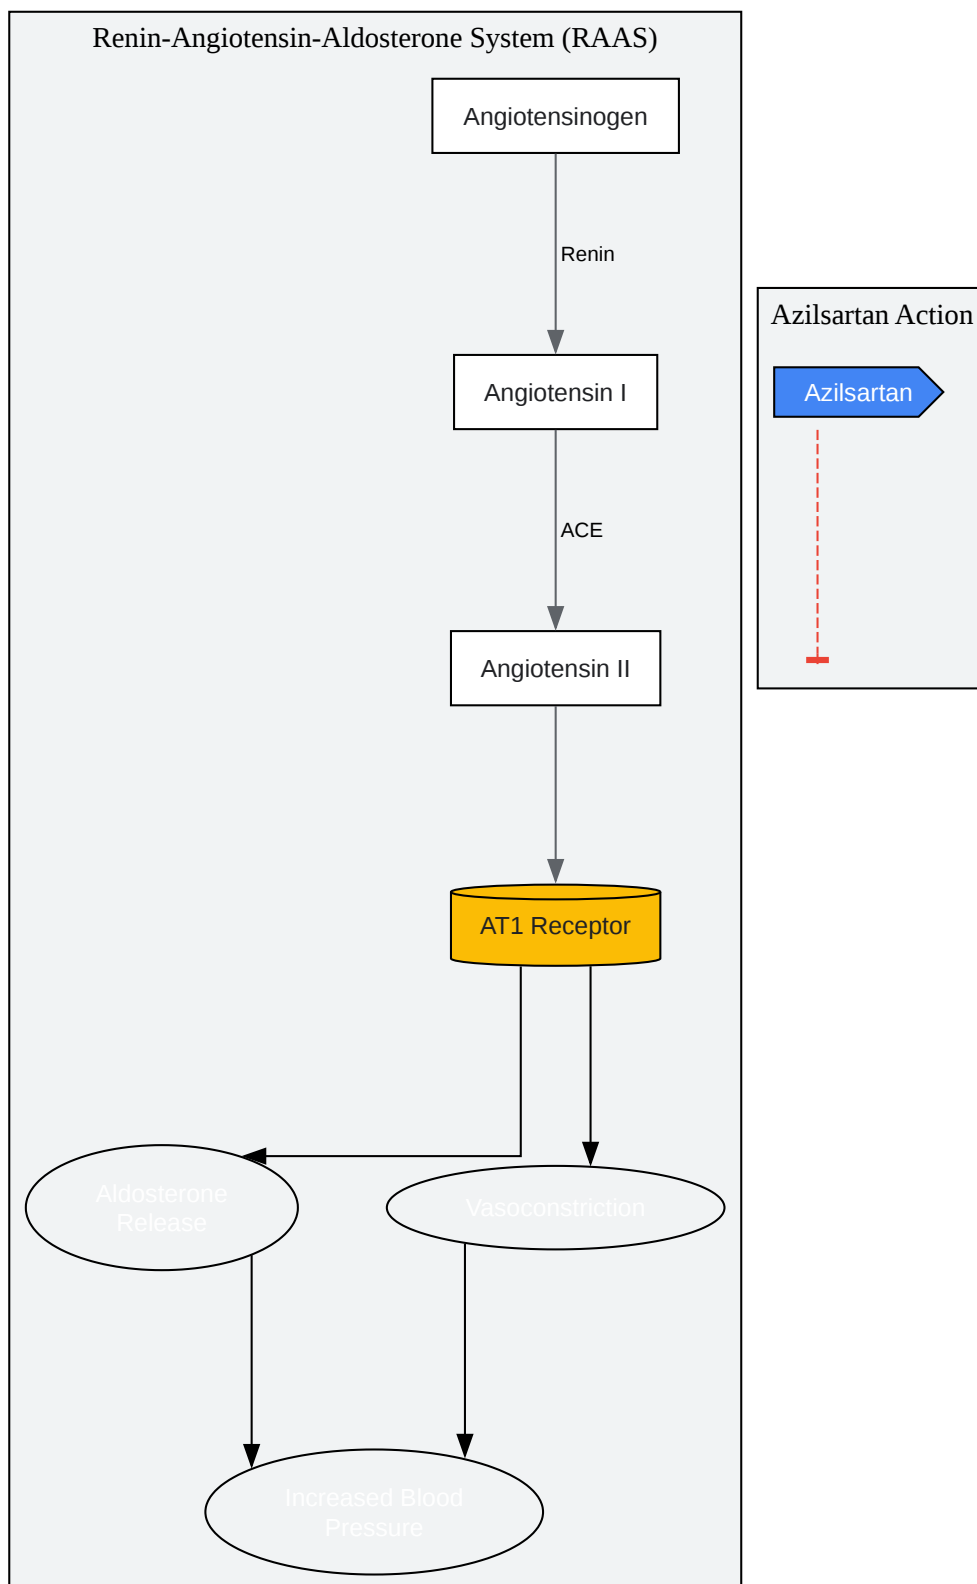 Renin-Angiotensin-Aldosterone System (RAAS)
Angiotensinogen
Renin
Angiotensin I
ACE
Angiotensin II
AT1 Receptor
Aldosterone
Release
Vasoconstriction
Increased Blood
Pressure
Azilsartan Action
Azilsartan